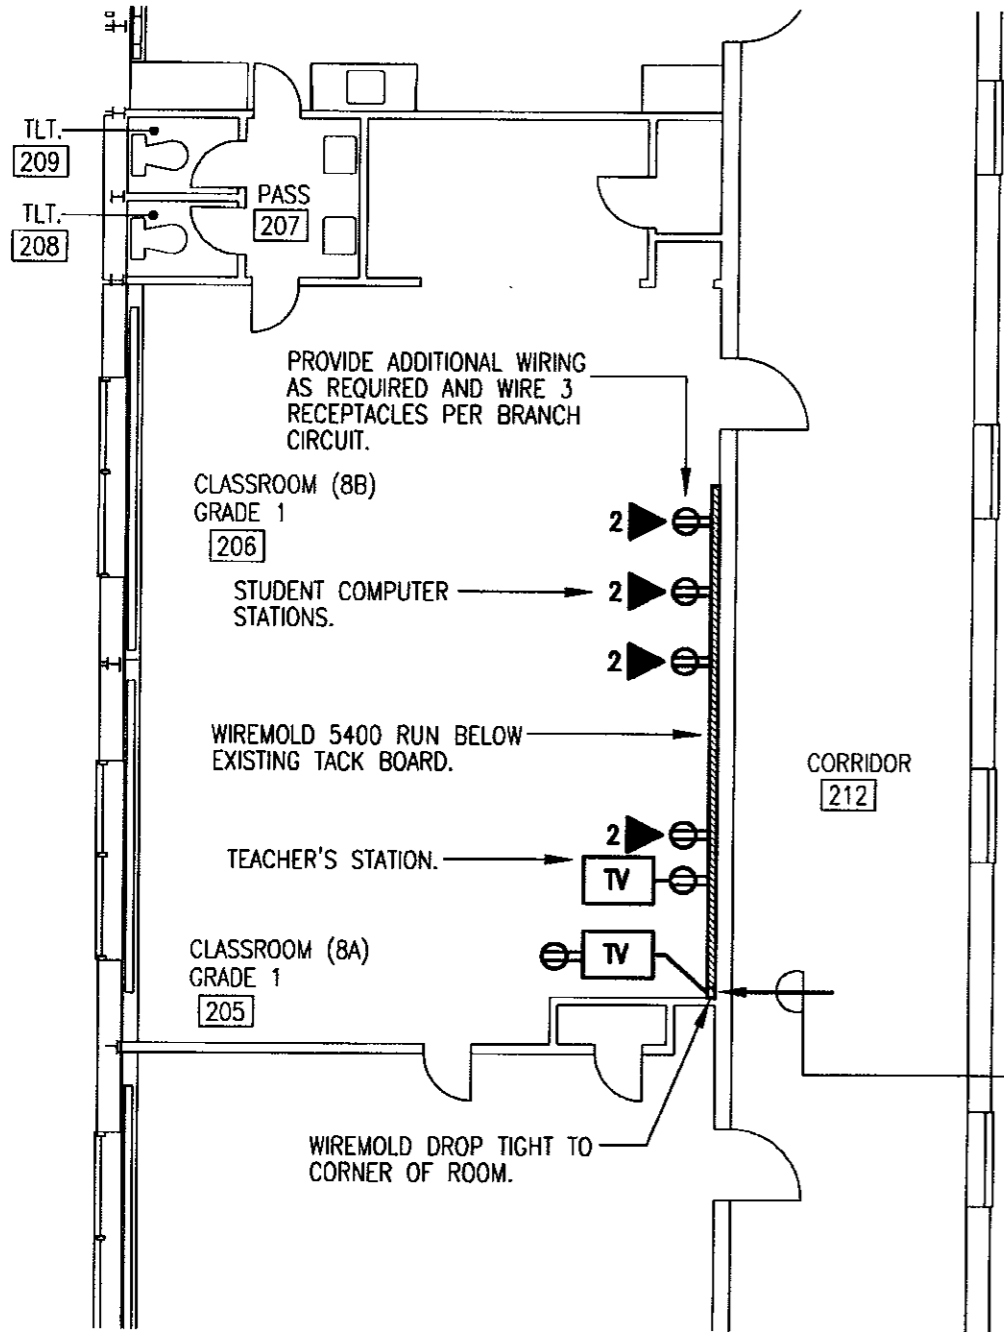 TLT.
209
TLT.
208
PASS
207
PROVIDE ADDITIONAL WIRING
AS REQUIRED AND WIRE 3
RECEPTACLES PER BRANCH
CIRCUIT.
CLASSROOM (8B)
GRADE 1
206
2
STUDENT COMPUTER
STATIONS.
2
2
WIREMOLD 5400 RUN BELOW
EXISTING TACK BOARD.
CORRIDOR
212
2
TEACHER'S STATION.
TV
CLASSROOM (8A)
GRADE 1
205
TV
WIREMOLD DROP TIGHT TO
CORNER OF ROOM.